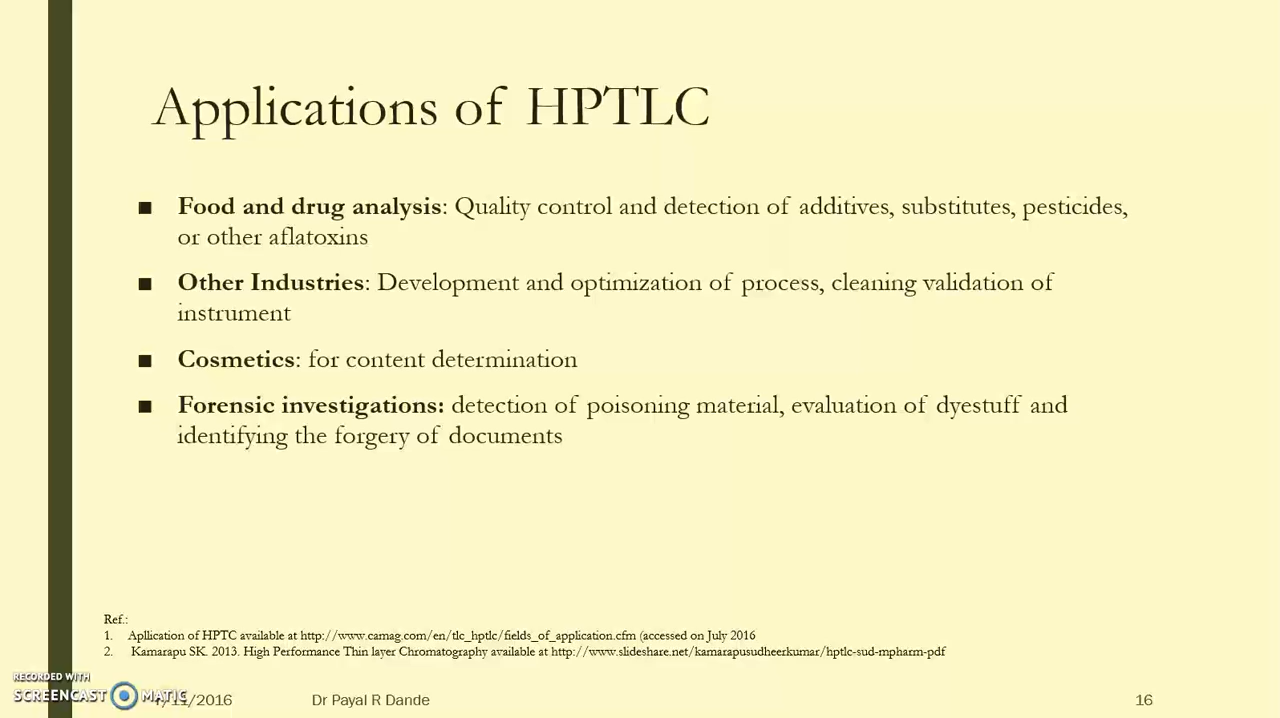 Applications of HPTLC
■ Food and drug analysis: Quality control and detection of additives, substitutes, pesticides,
or other aflatoxins
■ Other Industries: Development and optimization of process, cleaning validation of
instrument
■ Cosmetics: for content determination
■ Forensic investigations: detection of poisoning material, evaluation of dyestuff and
identifying the forgery of documents
Ref.:
1. Apllication of HPTC available at http://www.camag.com/en/tlc_hptlc/fields_of_application.cfm (accessed on July 2016
2. Kamarapu SK. 2013. High Performance Thin layer Chromatography available at http://www.slideshare.net/kamarapusudheerkumar/hptlc-sud-mpharm-pdf
RECORDED WITH
SCREENCAST MATIC
/2016 Dr Payal R Dande 16